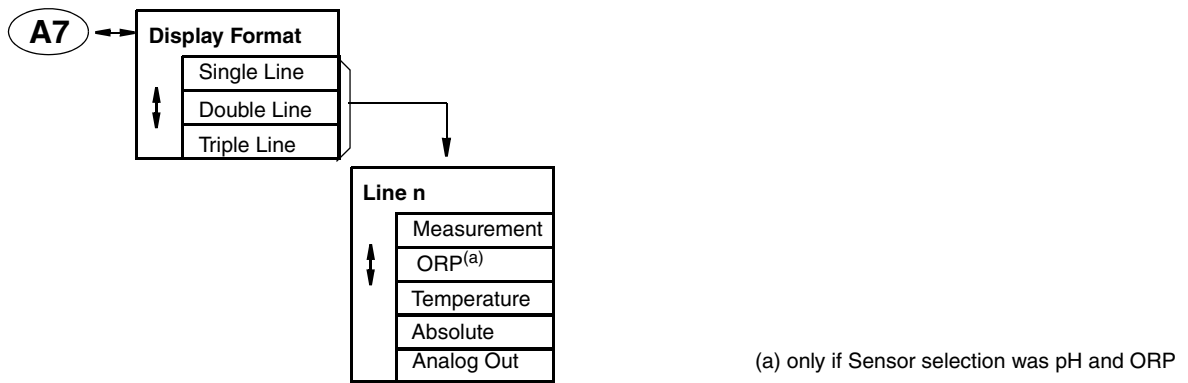 A7
Display Format
Single Line
Double Line
Triple Line
Line n
Measurement
ORP(a)
Temperature
Absolute
Analog Out
(a) only if Sensor selection was pH and ORP